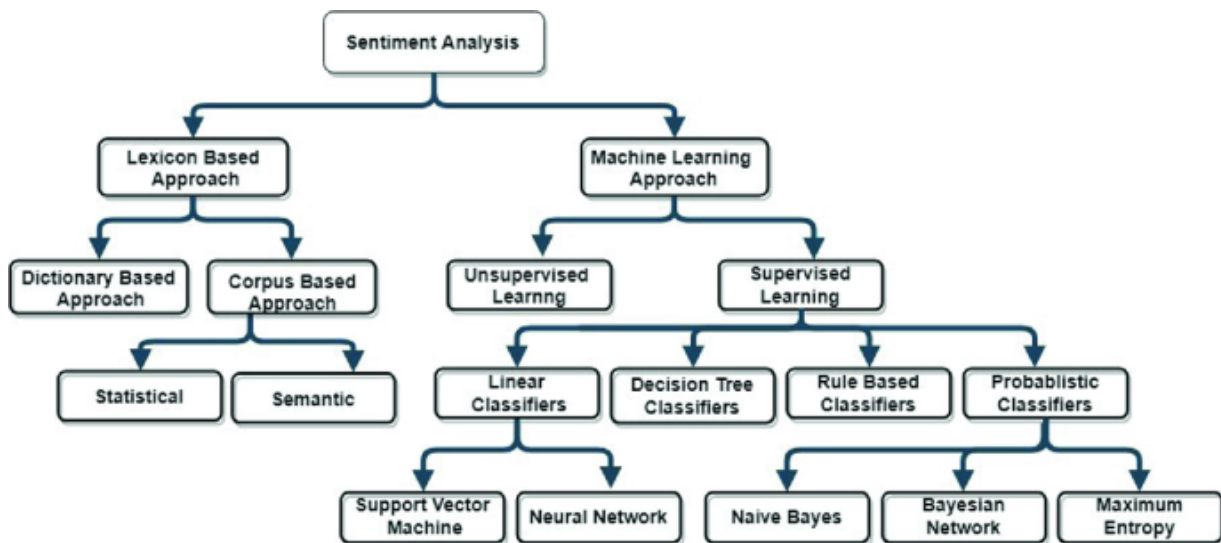 Sentiment Analysis
Lexicon Based
Approach
Machine Learning
Approach
Dictionary Based
Approach
Corpus Based
Approach
Unsupervised
Learnng
Supervised
Learning
Statistical
Semantic
Linear
Classifiers
Decision Tree
Classifiers
Rule Based
Classifiers
Probablistic
Classifiers
Support Vector
Machine
Neural Network
Naive Bayes
Bayesian
Network
Maximum
Entropy